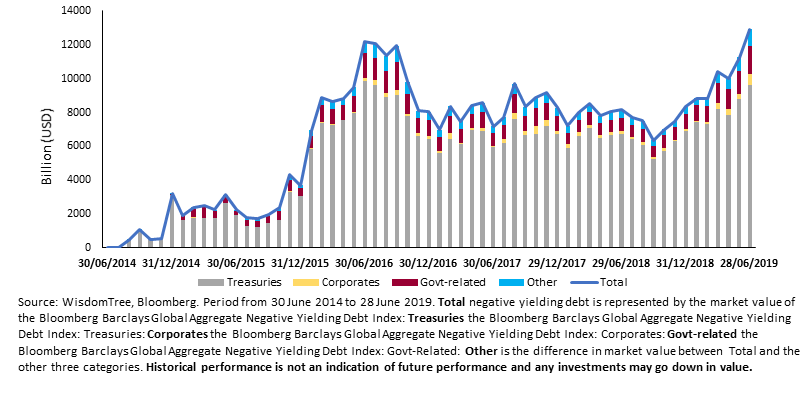 14000
12000
10000
8000
6000
4000
2000
0
Billion (USD)
30/06/2014 31/12/2014 30/06/2015 31/12/2015 30/06/2016 30/12/2016 30/06/2017 29/12/2017 29/06/2018 31/12/2018 28/06/2019
Treasuries Corporates Govt-related Other Total
Source: WisdomTree, Bloomberg. Period from 30 June 2014 to 28 June 2019. Total negative yielding debt is represented by the market value of
the Bloomberg Barclays Global Aggregate Negative Yielding Debt Index: Treasuries the Bloomberg Barclays Global Aggregate Negative Yielding
Debt Index: Treasuries: Corporates the Bloomberg Barclays Global Aggregate Negative Yielding Debt Index: Corporates: Govt-related the
Bloomberg Barclays Global Aggregate Negative Yielding Debt Index: Govt-Related: Other is the difference in market value between Total and the
other three categories. Historical performance is not an indication of future performance and any investments may go down in value.